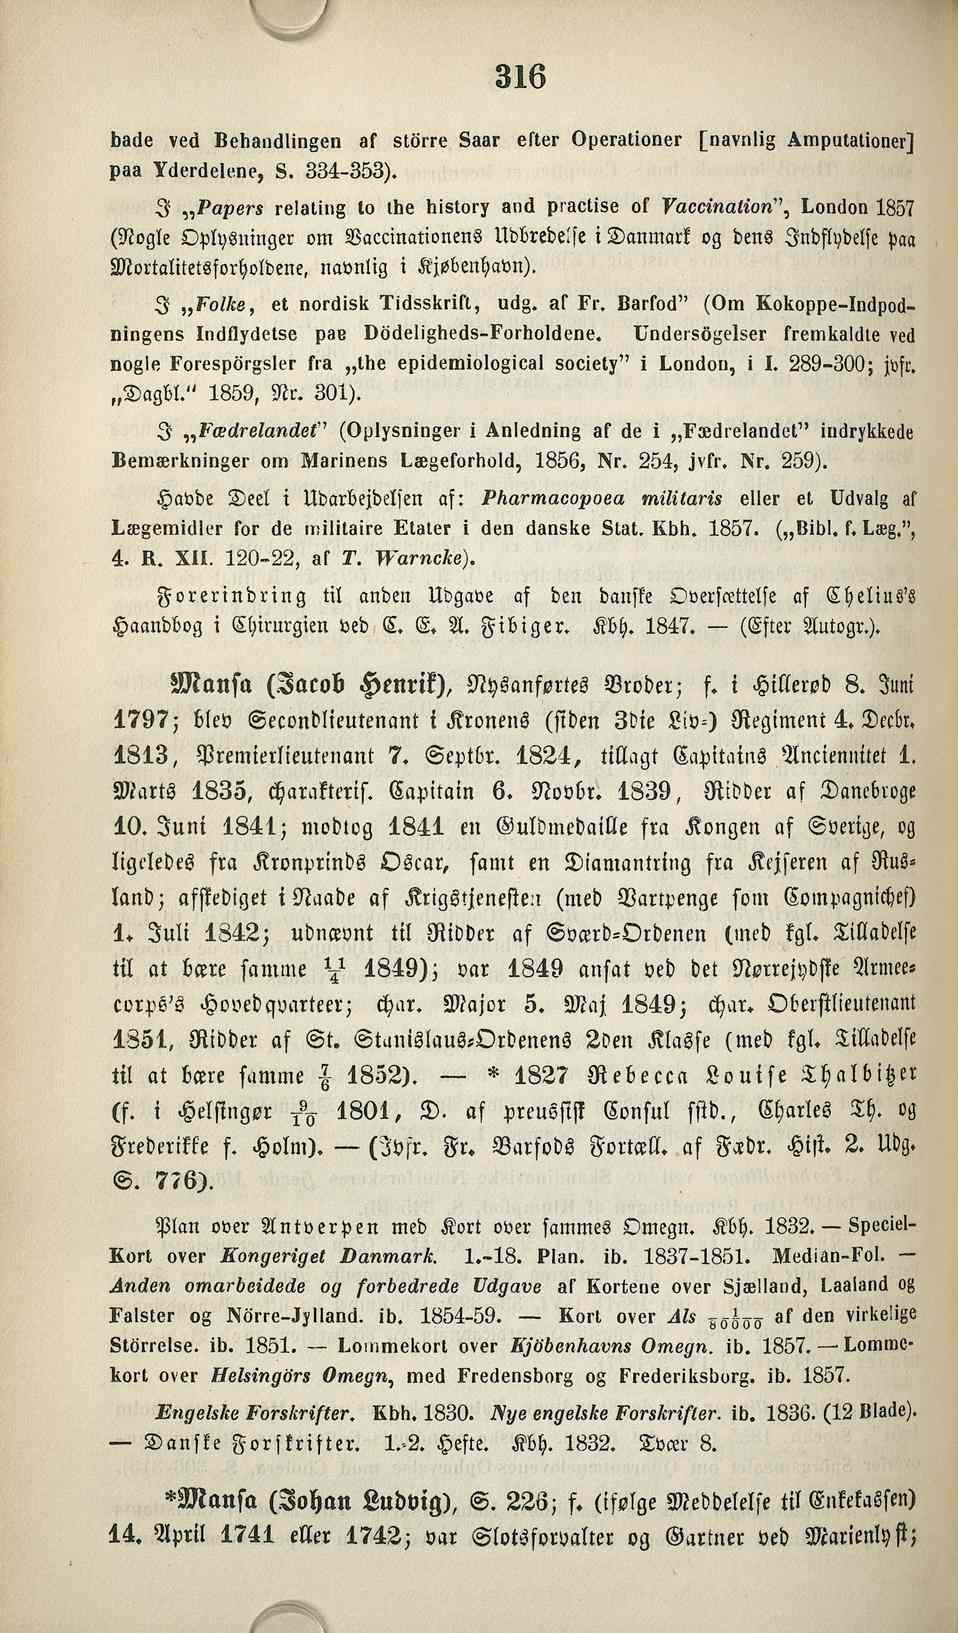 316
bade ved Behandlingen af större Saar efter Operationer [navnlig Amputationer]
paa Yderdelene, S. 334-353).
I „Papers relating to the history and practise of Vaccination”, London 1857
(Nogle Oplysninger om Vaccinationens Udbredelse i Danmark og dens Indflydelse paa
Mortalitetsforholdene, navnlig i Kjøbenhavn).
I „Folke, et nordisk Tidsskrift, udg. af Fr. Barfod” (Om Kokoppe-Indpod-
ningens Indflydetse paa Dödeligheds-Forholdene. Undersögelser fremkaldte ved
nogle Forespörgsler fra „the epidemiological society” i London, i I. 289-300; jvfr.
„Dagbl.” 1859, Nr. 301).
I „Fædrelandet” (Oplysninger i Anledning af de i „Fædrelandet” indrykkede
Bemærkninger om Marinens Lægeforhold, 1856, Nr. 254, jvfr. Nr. 259).
Havde Deel i Udarbejdelsen af: Pharmacopoea militaris eller et Udvalg af
Lægemidler for de militaire Etater i den danske Stat. Kbh. 1857. („Bibl. f. Læg.”,
4. R. XII. 120-22, af T. Warncke).
Forerindring til anden Udgave af den danske Oversættelse af Chelius's
Haandbog i Chirurgien ved C. E. A. Fibiger. Kbh. 1847. — (Efter Autogr.).
Mansa (Jacob Henrik), Nysanførtes Broder; f. i Hillerød 8. Juni
1797; blev Secondlieutenant i Kronens (siden 3die Liv-) Regiment 4. Decbr.
1813, Premierlieutenant 7. Septbr. 1824, tillagt Capitains Anciennitet 1.
Marts 1835, characteris. Capitain 6. Novbr. 1839, Ridder af Danebroge
10. Juni 1841; modtog 1841 en Guldmedaille fra Kongen af Sverige, og
ligeledes fra Kronprinds Oscar, samt en Diamantring fra Kejseren af Rus-
land; afskediget i Naade af Krigstjenesten (med Vartpenge som Compagnichef)
1. Juli 1842; udnævnt til Ridder af Sværd-Ordenen (med kgl. Tilladelse
til at bære samme 11/4 1849); var 1849 ansat ved det Nørrejydske Armee-
corps's Hovedqvarteer; char. Major 5. Maj 1849; char. Oberstlieutenant
1851, Ridder af St. Stanislaus-Ordenens 2den Klasse (med kgl. Tilladelse
til at bære samme 7/6 1852). — * 1827 Rebecca Louise Thalbitzer
(f. i Helsingør 9/10 1801, D. af preussisk Consul sstd., Charles Th. og
Frederikke f. Holm). — (Jvfr. Fr. Barfods Fortæll. af Fædr. Hist. 2. Udg.
S. 776).
Plan over Antverpen med Kort over sammes Omegn. Kbh. 1832. — Speciel-
Kort over Kongeriget Danmark. 1.-18. Plan. ib. 1837-1851. Median-Fol. —
Anden omarbeidede og forbedrede Udgave af Kortene over Sjælland, Laaland og
Falster og Nörre-Jylland. ib. 1854-59. — Kort over Als 1/80000 af den virkelige
Störrelse. ib. 1851. — Lommekort over Kjöbenhavns Omegn. ib. 1857. — Lomme-
kort over Helsingörs Omegn, med Fredensborg og Frederiksborg. ib. 1857.
Engelske Forskrifter. Kbh. 1830. Nye engelske Forskrifter. ib. 1836. (12 Blade).
— Danske Forskrifter. 1.-2. Hefte. Kbh. 1832. Tvær 8.
*Mansa (Johan Ludvig), S. 226; f. (ifølge Meddelelse til Enkekassen)
14. April 1741 eller 1742; var Slotsforvalter og Gartner ved Marienlyst;